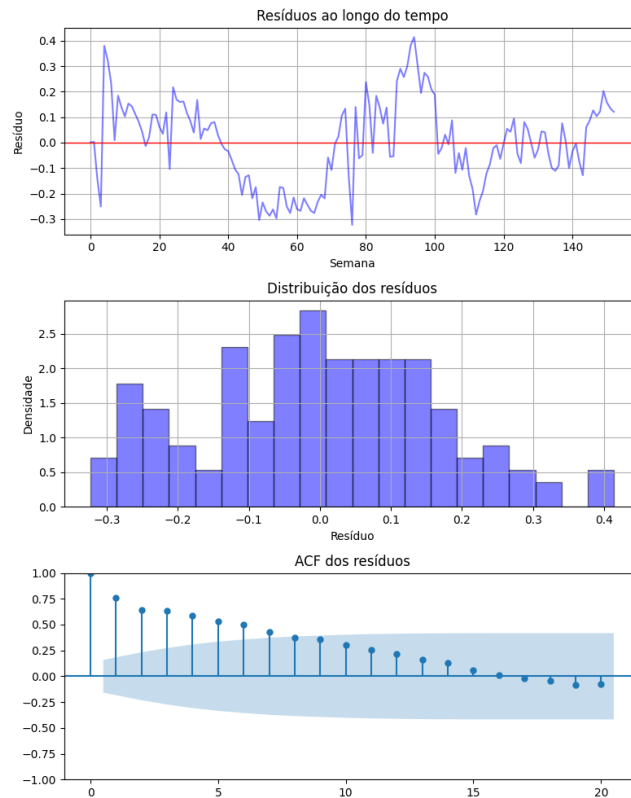 Resíduos ao longo do tempo
Resíduo
0.4
0.3
0.2
0.1
0.0
−0.1
−0.2
−0.3
0 20 40 60 80 100 120 140
Semana
Distribuição dos resíduos
Densidade
2.5
2.0
1.5
1.0
0.5
0.0
−0.3 −0.2 −0.1 0.0 0.1 0.2 0.3 0.4
Resíduo
ACF dos resíduos
1.00
0.75
0.50
0.25
0.00
−0.25
−0.50
−0.75
−1.00
0 5 10 15 20